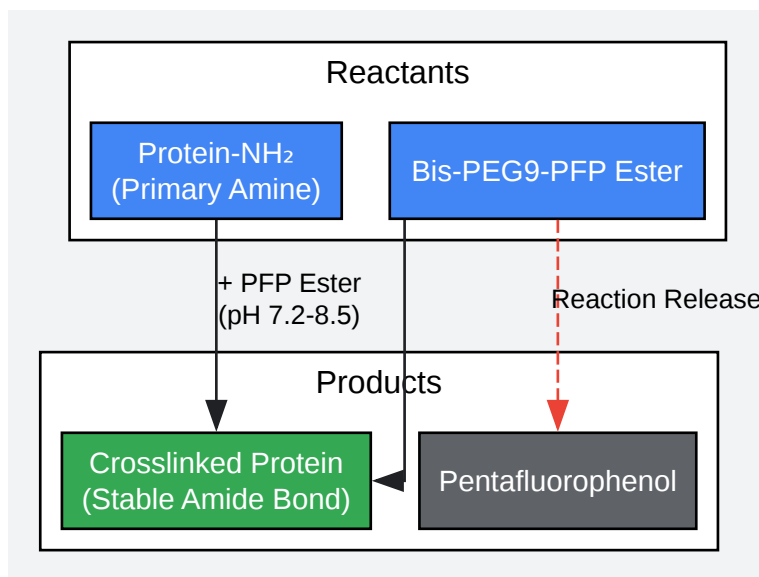 Reactants
Protein-NH₂
(Primary Amine)
Bis-PEG9-PFP Ester
+ PFP Ester
(pH 7.2-8.5)
Reaction Release
Products
Crosslinked Protein
(Stable Amide Bond)
Pentafluorophenol